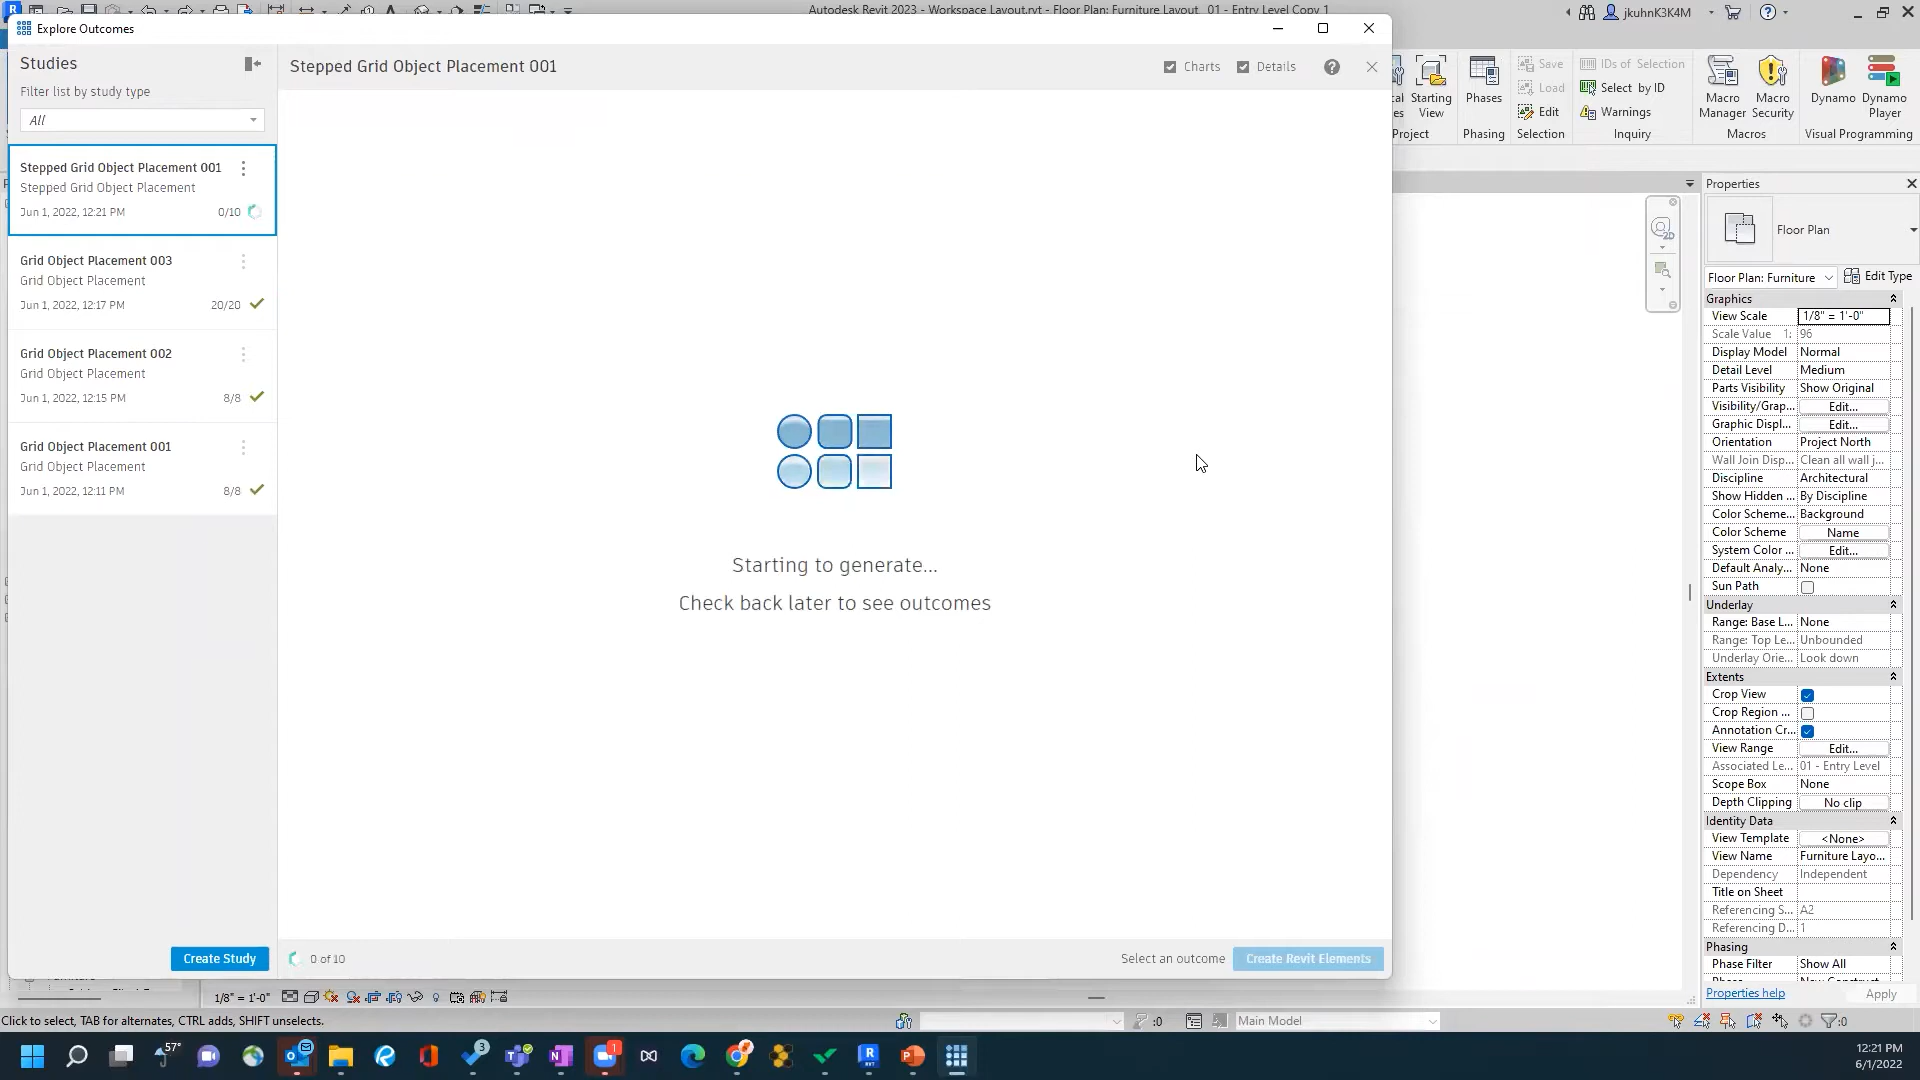 Autodesk Revit 2023 - Workspace Layout.rvt - Floor Plan: Furniture Layout_ 01 - Entry Level Copy 1
jkuhnK3K4M
Explore Outcomes
Studies
Filter list by study type
All
Stepped Grid Object Placement 001
Stepped Grid Object Placement
Jun 1, 2022, 12:21 PM 0/10
Grid Object Placement 003
Grid Object Placement
Jun 1, 2022, 12:17 PM 20/20
Grid Object Placement 002
Grid Object Placement
Jun 1, 2022, 12:15 PM 8/8
Grid Object Placement 001
Grid Object Placement
Jun 1, 2022, 12:11 PM 8/8
Create Study
Stepped Grid Object Placement 001
Charts
Details
Starting to generate...
Check back later to see outcomes
0 of 10
Select an outcome
Create Revit Elements
Starting
View
Project
Phases
Phasing
Save
Load
Edit
Selection
IDs of Selection
Select by ID
Warnings
Inquiry
Macro
Manager
Macro
Security
Macros
Dynamo
Dynamo
Player
Visual Programming
2D
Properties
Floor Plan
Floor Plan: Furniture
Edit Type
Graphics
View Scale 1/8" = 1'-0"
Scale Value 1: 96
Display Model Normal
Detail Level Medium
Parts Visibility Show Original
Visibility/Grap... Edit...
Graphic Displ... Edit...
Orientation Project North
Wall Join Disp... Clean all wall j...
Discipline Architectural
Show Hidden ... By Discipline
Color Scheme... Background
Color Scheme Name
System Color ... Edit...
Default Analy... None
Sun Path
Underlay
Range: Base L... None
Range: Top Le... Unbounded
Underlay Orie... Look down
Extents
Crop View
Crop Region ...
Annotation Cr...
View Range Edit...
Associated Le... 01 - Entry Level
Scope Box None
Depth Clipping No clip
Identity Data
View Template <None>
View Name Furniture Layo...
Dependency Independent
Title on Sheet
Referencing S... A2
Referencing D... 1
Phasing
Phase Filter Show All
Properties help
Apply
1/8" = 1'-0"
Click to select, TAB for alternates, CTRL adds, SHIFT unselects.
:0
Main Model
:0
57°
3
1
12:21 PM
6/1/2022